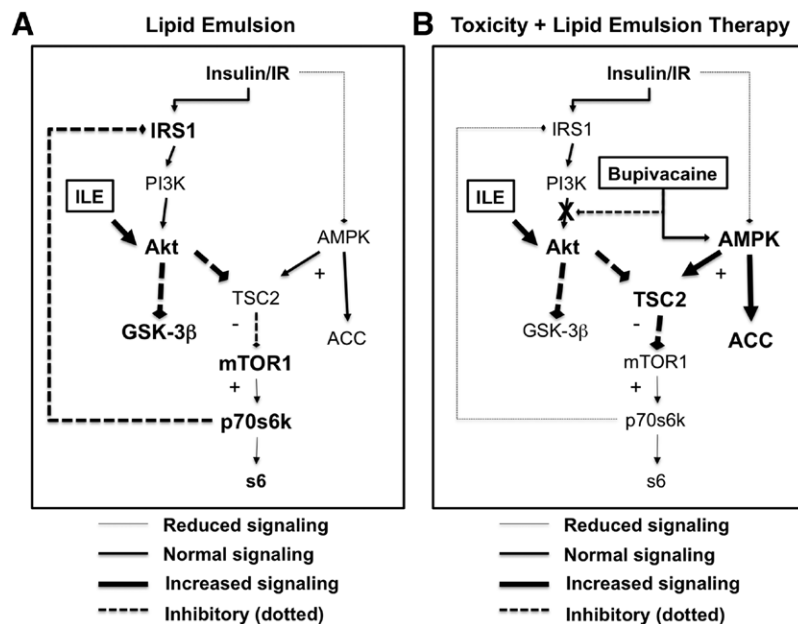 A
Lipid Emulsion
Insulin/IR
IRS1
PI3K
ILE
Akt
AMPK
+
TSC2
-
GSK-3β
ACC
mTOR1
+
p70s6k
s6
Reduced signaling
Normal signaling
Increased signaling
Inhibitory (dotted)
B
Toxicity + Lipid Emulsion Therapy
Insulin/IR
IRS1
PI3K
Bupivacaine
ILE
X
Akt
AMPK
+
TSC2
-
GSK-3β
ACC
mTOR1
+
p70s6k
s6
Reduced signaling
Normal signaling
Increased signaling
Inhibitory (dotted)